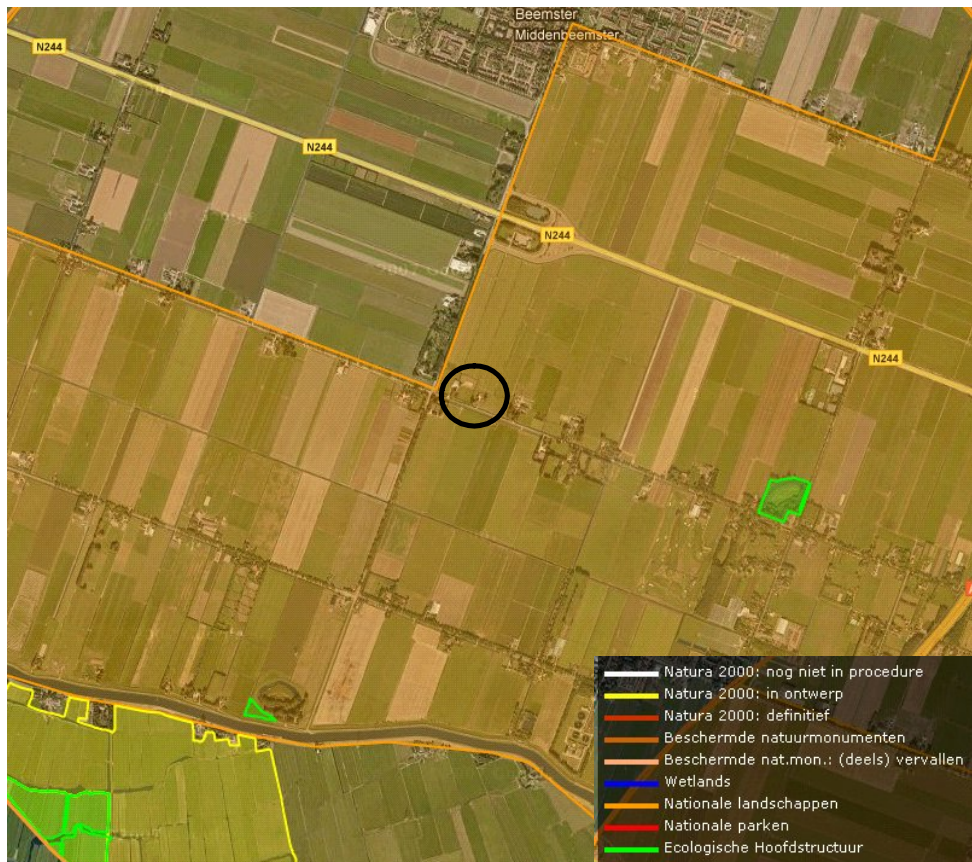 Beemster
Middenbeemster
N244
N244
N244
N244
Natura 2000: nog niet in procedure
Natura 2000: in ontwerp
Natura 2000: definitief
Beschermde natuurmonumenten
Beschermde nat.mon.: (deels) vervallen
Wetlands
Nationale landschappen
Nationale parken
Ecologische Hoofdstructuur